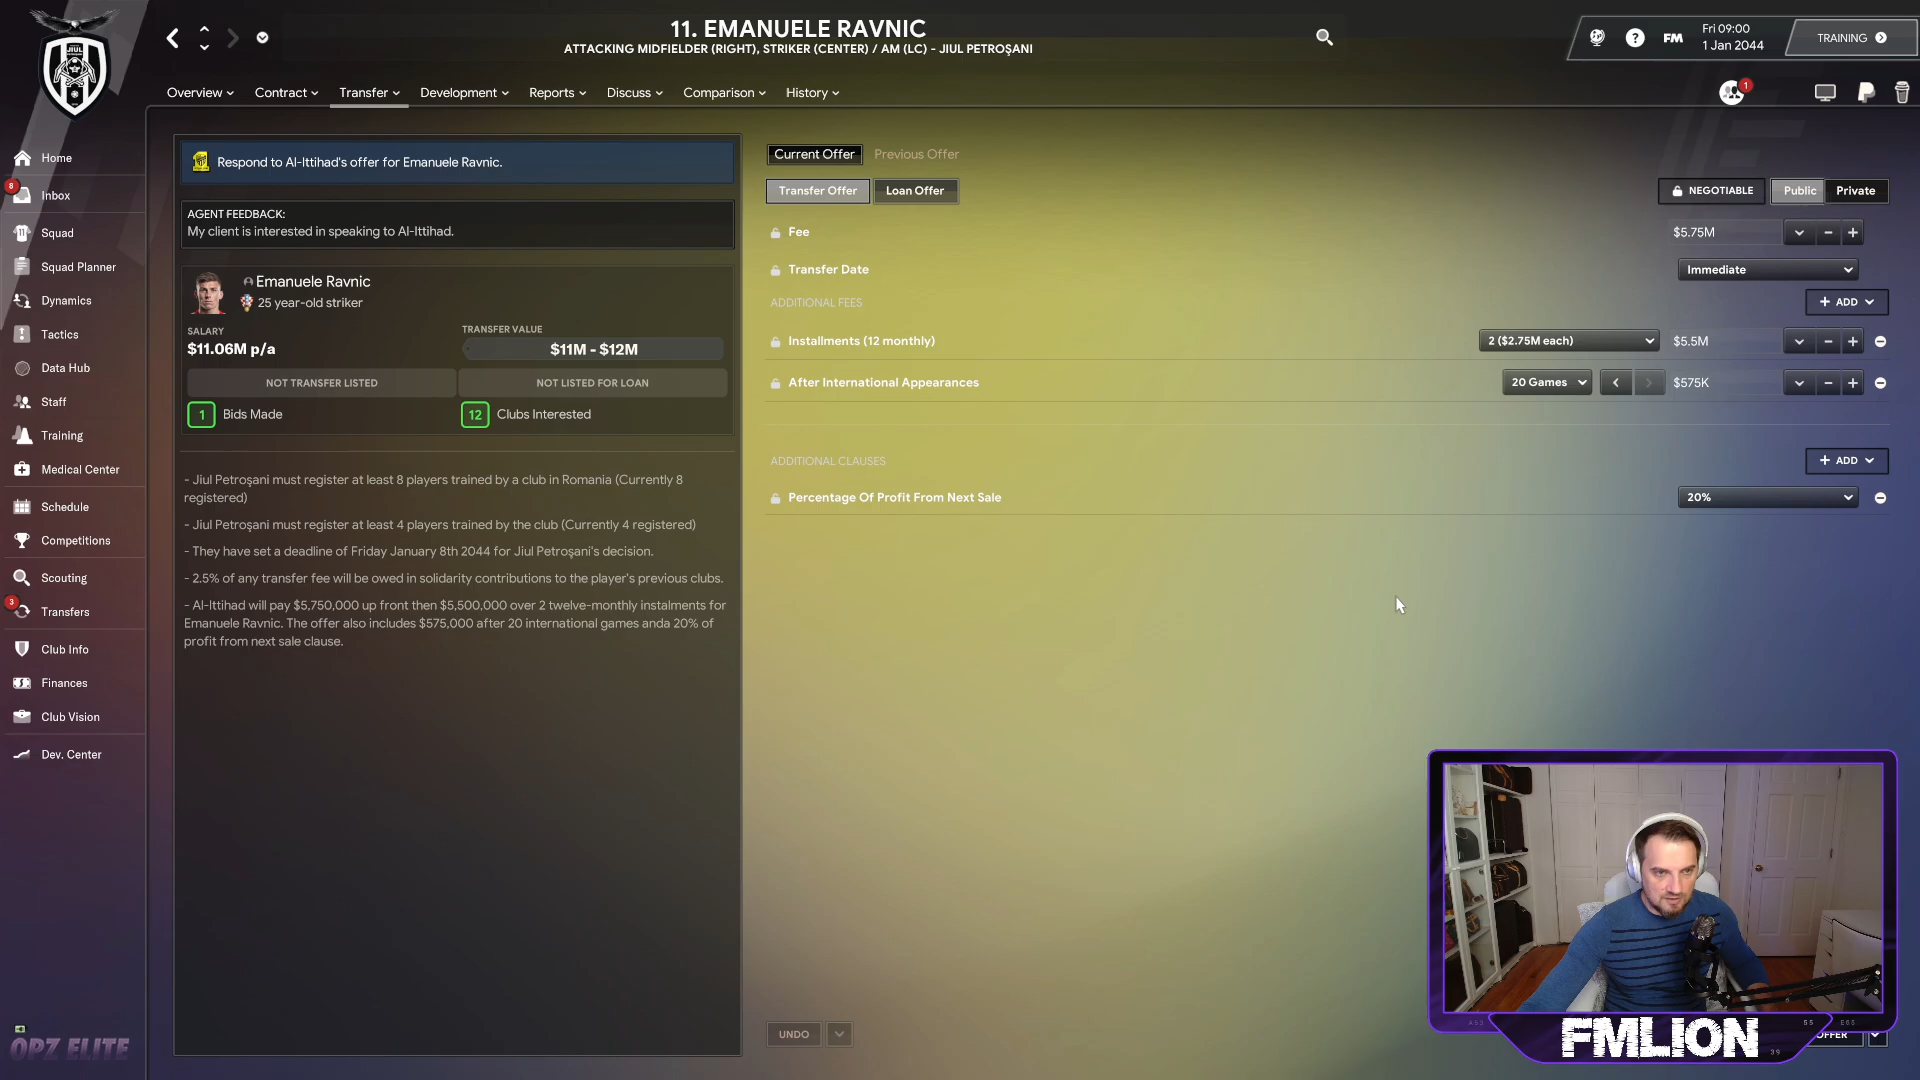 11. EMANUELE RAVNIC
ATTACKING MIDFIELDER (RIGHT), STRIKER (CENTER) / AM (LC) - JIUL PETROŞANI
FM
Fri 09:00
1 Jan 2044
TRAINING
Overview
Contract
Transfer
Development
Reports
Discuss
Comparison
History
1
Home
8
Inbox
Squad
Squad Planner
Dynamics
Tactics
Data Hub
Staff
Training
Medical Center
Schedule
Competitions
Scouting
3
Transfers
Club Info
Finances
Club Vision
Dev. Center
OPZ ELITE
Respond to Al-Ittihad's offer for Emanuele Ravnic.
AGENT FEEDBACK:
My client is interested in speaking to Al-Ittihad.
Emanuele Ravnic
25 year-old striker
SALARY
$11.06M p/a
TRANSFER VALUE
$11M - $12M
NOT TRANSFER LISTED
NOT LISTED FOR LOAN
1 Bids Made
12 Clubs Interested
- Jiul Petroşani must register at least 8 players trained by a club in Romania (Currently 8
registered)
- Jiul Petroşani must register at least 4 players trained by the club (Currently 4 registered)
- They have set a deadline of Friday January 8th 2044 for Jiul Petroşani's decision.
- 2.5% of any transfer fee will be owed in solidarity contributions to the player's previous clubs.
- Al-Ittihad will pay $5,750,000 up front then $5,500,000 over 2 twelve-monthly instalments for
Emanuele Ravnic. The offer also includes $575,000 after 20 international games anda 20% of
profit from next sale clause.
Current Offer
Previous Offer
Transfer Offer
Loan Offer
NEGOTIABLE
Public
Private
Fee
$5.75M
Transfer Date
Immediate
ADDITIONAL FEES
+ ADD
Installments (12 monthly)
2 ($2.75M each)
$5.5M
After International Appearances
20 Games
$575K
ADDITIONAL CLAUSES
+ ADD
Percentage Of Profit From Next Sale
20%
UNDO
OFFER
FMLION